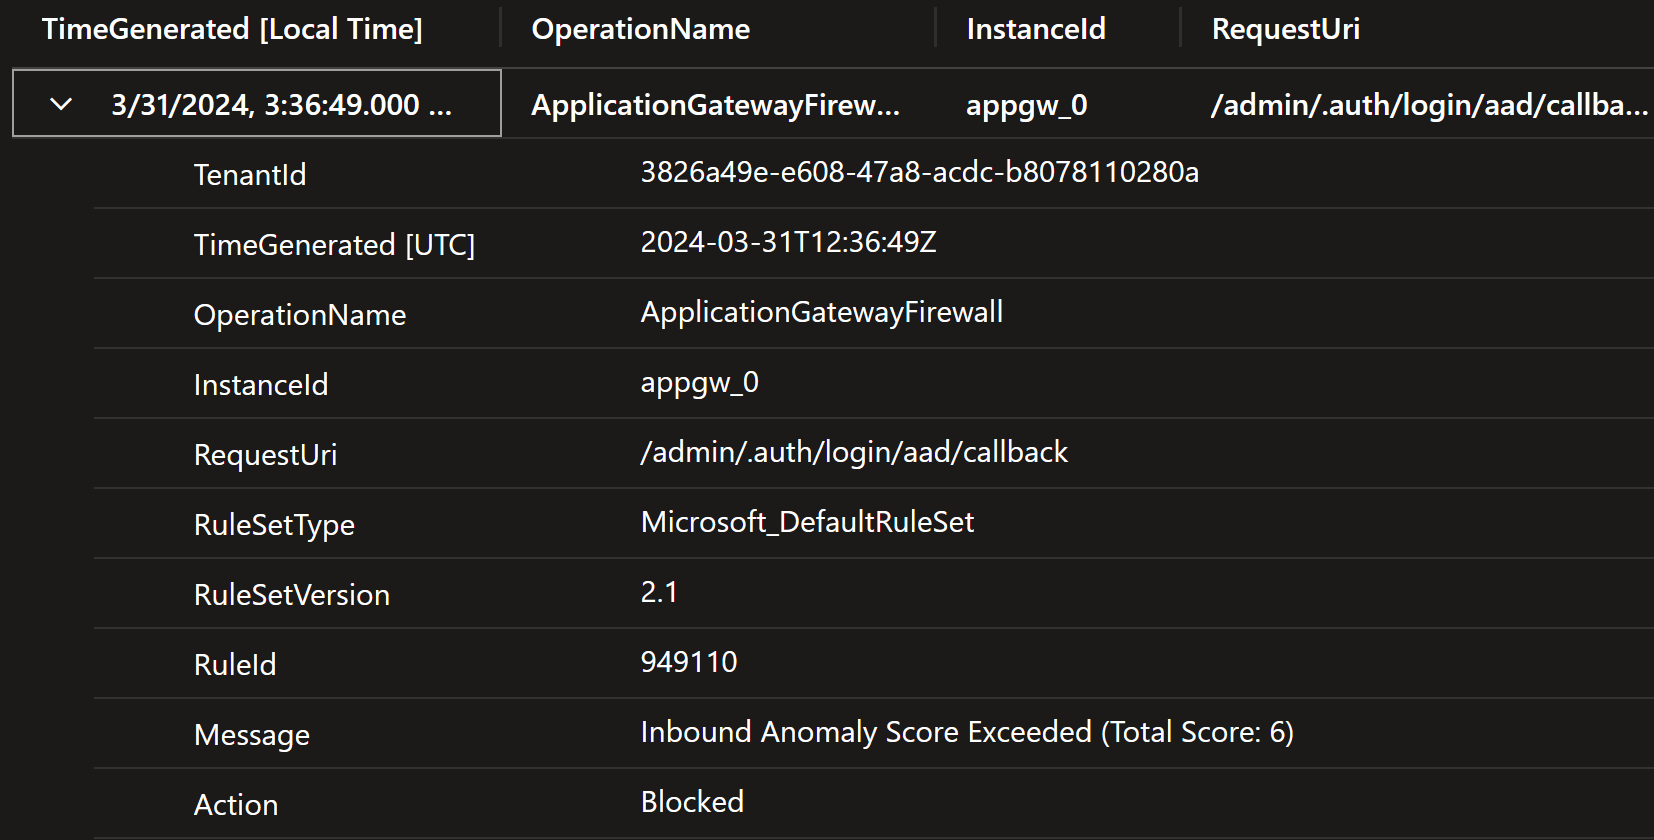 TimeGenerated [Local Time] OperationName InstanceId RequestUri
3/31/2024, 3:36:49.000 ... ApplicationGatewayFirew... appgw_0 /admin/.auth/login/aad/callba...
TenantId 3826a49e-e608-47a8-acdc-b8078110280a
TimeGenerated [UTC] 2024-03-31T12:36:49Z
OperationName ApplicationGatewayFirewall
InstanceId appgw_0
RequestUri /admin/.auth/login/aad/callback
RuleSetType Microsoft_DefaultRuleSet
RuleSetVersion 2.1
RuleId 949110
Message Inbound Anomaly Score Exceeded (Total Score: 6)
Action Blocked